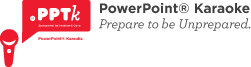 .PPTk
PowerPoint® Karaoke
PowerPoint® Karaoke
Prepare to be Unprepared.